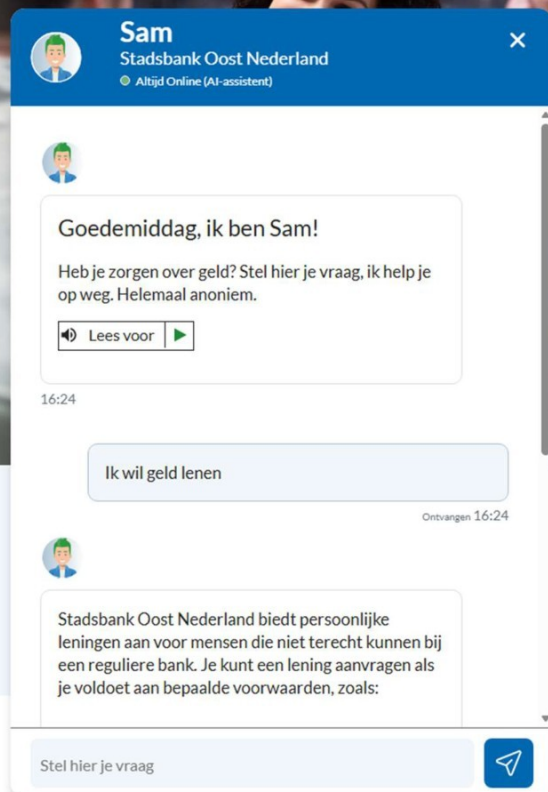 Sam
Stadsbank Oost Nederland
Altijd Online (AI-assistent)
Goedemiddag, ik ben Sam!
Heb je zorgen over geld? Stel hier je vraag, ik help je
op weg. Helemaal anoniem.
Lees voor
16:24
Ik wil geld lenen
Ontvangen 16:24
Stadsbank Oost Nederland biedt persoonlijke
leningen aan voor mensen die niet terecht kunnen bij
een reguliere bank. Je kunt een lening aanvragen als
je voldoet aan bepaalde voorwaarden, zoals:
Stel hier je vraag